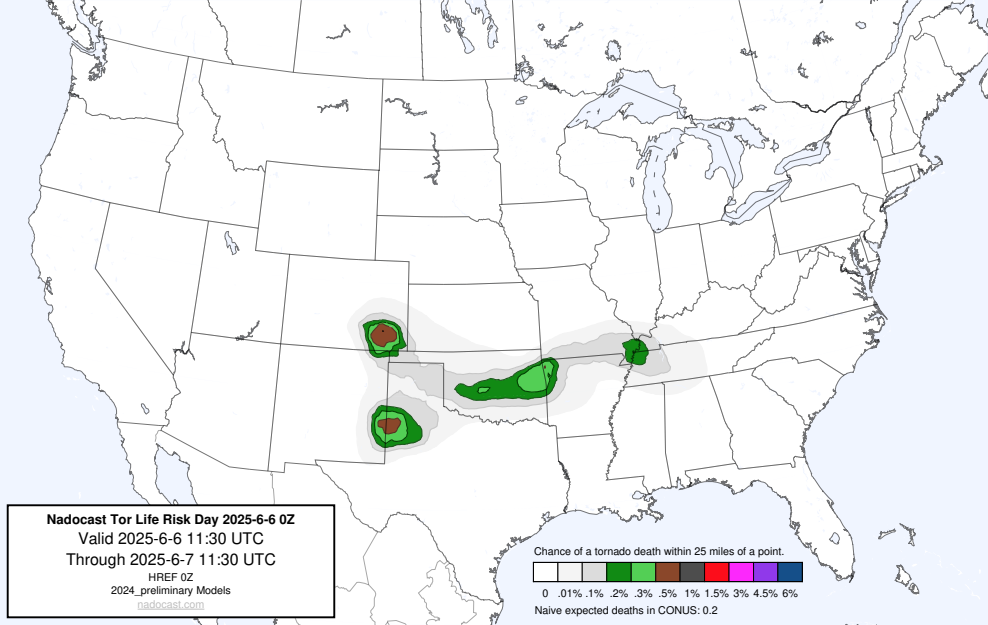 Nadocast Tor Life Risk Day 2025-6-6 0Z
Valid 2025-6-6 11:30 UTC
Through 2025-6-7 11:30 UTC
HREF 0Z
2024_preliminary Models
nadocast.com
Chance of a tornado death within 25 miles of a point.
0 .01% .1% .2% .3% .5% 1% 1.5% 3% 4.5% 6%
Naive expected deaths in CONUS: 0.2